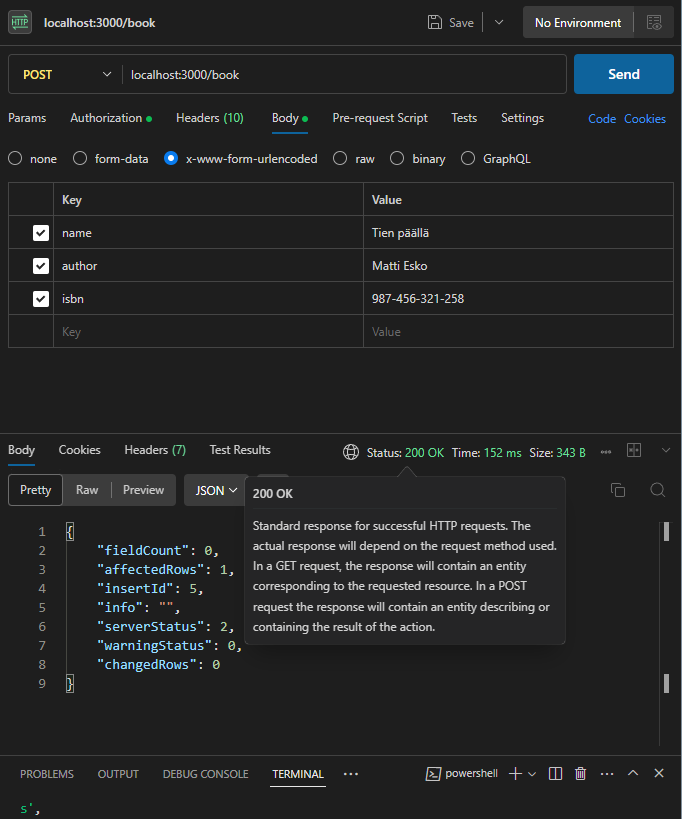 HTTP localhost:3000/book Save No Environment
POST localhost:3000/book Send
Params Authorization Headers (10) Body Pre-request Script Tests Settings Code Cookies
none form-data x-www-form-urlencoded raw binary GraphQL
Key Value
name Tien päällä
author Matti Esko
isbn 987-456-321-258
Key Value
Body Cookies Headers (7) Test Results Status: 200 OK Time: 152 ms Size: 343 B
Pretty Raw Preview JSON
200 OK
Standard response for successful HTTP requests. The
actual response will depend on the request method used.
In a GET request, the response will contain an entity
corresponding to the requested resource. In a POST
request the response will contain an entity describing or
containing the result of the action.
1 {
2 "fieldCount": 0,
3 "affectedRows": 1,
4 "insertId": 5,
5 "info": "",
6 "serverStatus": 2,
7 "warningStatus": 0,
8 "changedRows": 0
9 }
PROBLEMS OUTPUT DEBUG CONSOLE TERMINAL ··· powershell ···
s',